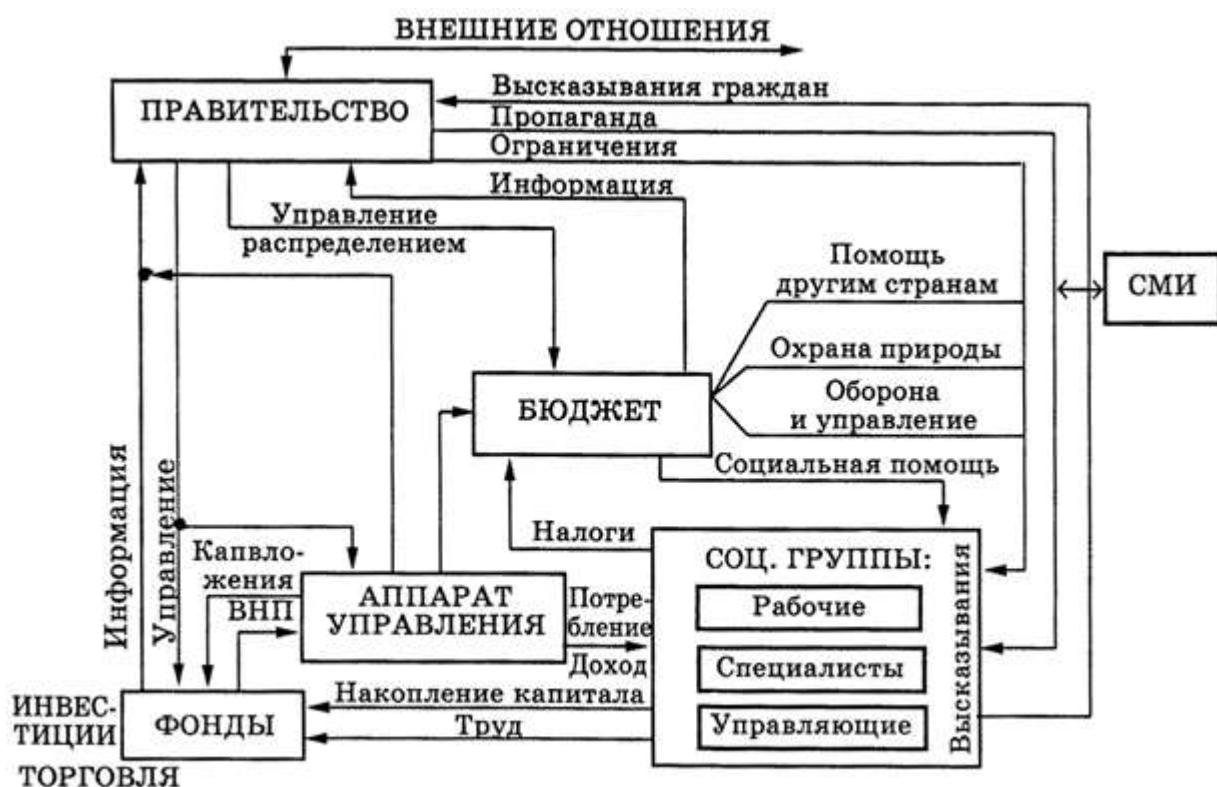 ВНЕШНИЕ ОТНОШЕНИЯ
ПРАВИТЕЛЬСТВО
Высказывания граждан
Пропаганда
Ограничения
Информация
Управление
распределением
Помощь
другим странам
СМИ
Охрана природы
БЮДЖЕТ
Оборона
и управление
Социальная помощь
Информация
Управление
Налоги
Капвло-
жения
ВНП
АППАРАТ
УПРАВЛЕНИЯ
Потре-
бление
Доход
СОЦ. ГРУППЫ:
Рабочие
Специалисты
Управляющие
Высказывания
Накопление капитала
Труд
ИНВЕС-
ТИЦИИ
ФОНДЫ
ТОРГОВЛЯ